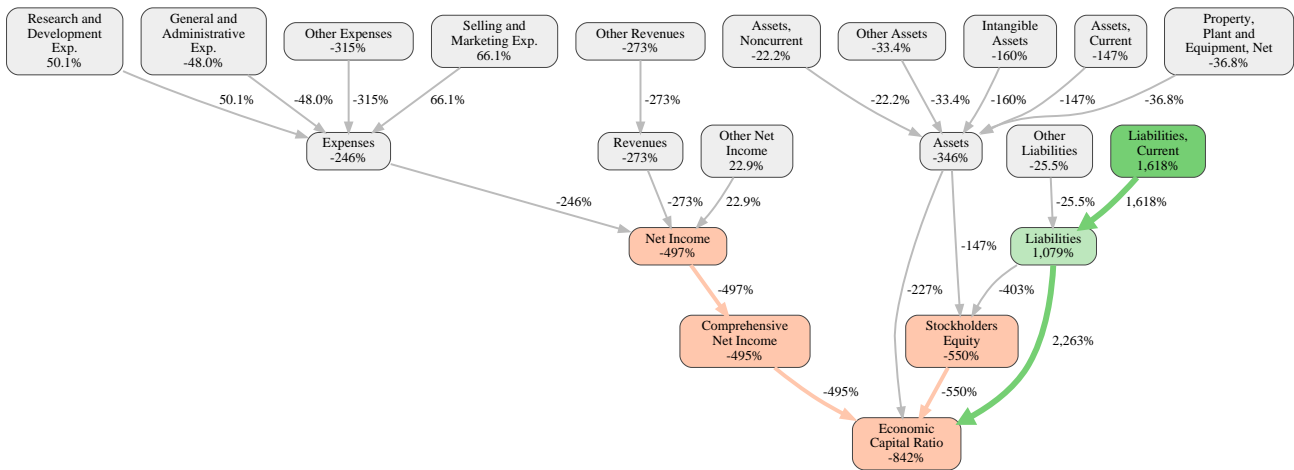 Research and
Development
Exp.
50.1%
General and
Administrative
Exp.
-48.0%
Other Expenses
-315%
Selling and
Marketing Exp.
66.1%
Other Revenues
-273%
Assets,
Noncurrent
-22.2%
Other Assets
-33.4%
Intangible
Assets
-160%
Assets,
Current
-147%
Property,
Plant and
Equipment, Net
-36.8%
50.1%
-48.0%
-315%
66.1%
-273%
-22.2%
-33.4%
-160%
-147%
-36.8%
Expenses
-246%
Revenues
-273%
Other Net
Income
22.9%
Assets
-346%
Other
Liabilities
-25.5%
Liabilities,
Current
1,618%
-246%
-273%
22.9%
-25.5%
1,618%
Net Income
-497%
Liabilities
1,079%
-147%
-497%
-227%
-403%
Comprehensive
Net Income
-495%
Stockholders
Equity
-550%
2,263%
-495%
-550%
Economic
Capital Ratio
-842%